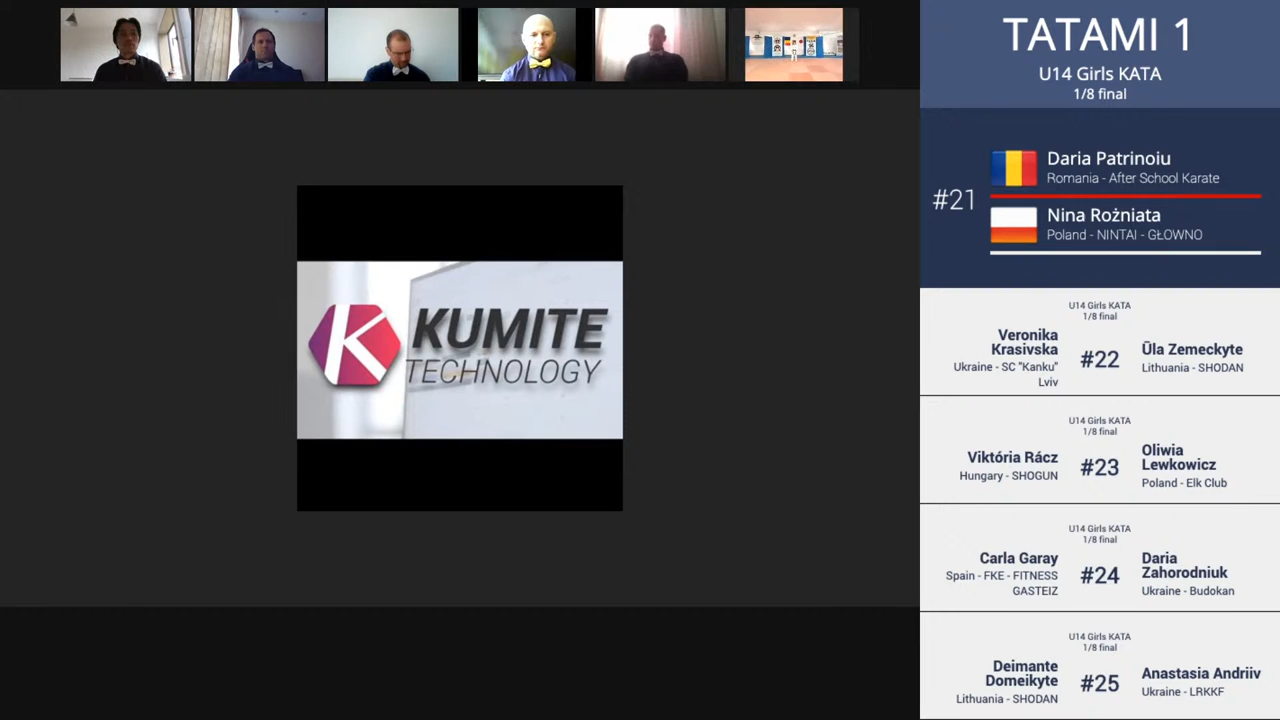 KUMITE
TECHNOLOGY
TATAMI 1
U14 Girls KATA
1/8 final
#21
Daria Patrinoiu
Romania - After School Karate
Nina Rożniata
Poland - NINTAI - GŁOWNO
U14 Girls KATA
1/8 final
Veronika
Krasivska
Ukraine - SC "Kanku"
Lviv
#22
Ūla Zemeckyte
Lithuania - SHODAN
U14 Girls KATA
1/8 final
Viktória Rácz
Hungary - SHOGUN
#23
Oliwia
Lewkowicz
Poland - Elk Club
U14 Girls KATA
1/8 final
Carla Garay
Spain - FKE - FITNESS
GASTEIZ
#24
Daria
Zahorodniuk
Ukraine - Budokan
U14 Girls KATA
1/8 final
Deimante
Domeikyte
Lithuania - SHODAN
#25
Anastasia Andriiv
Ukraine - LRKKF